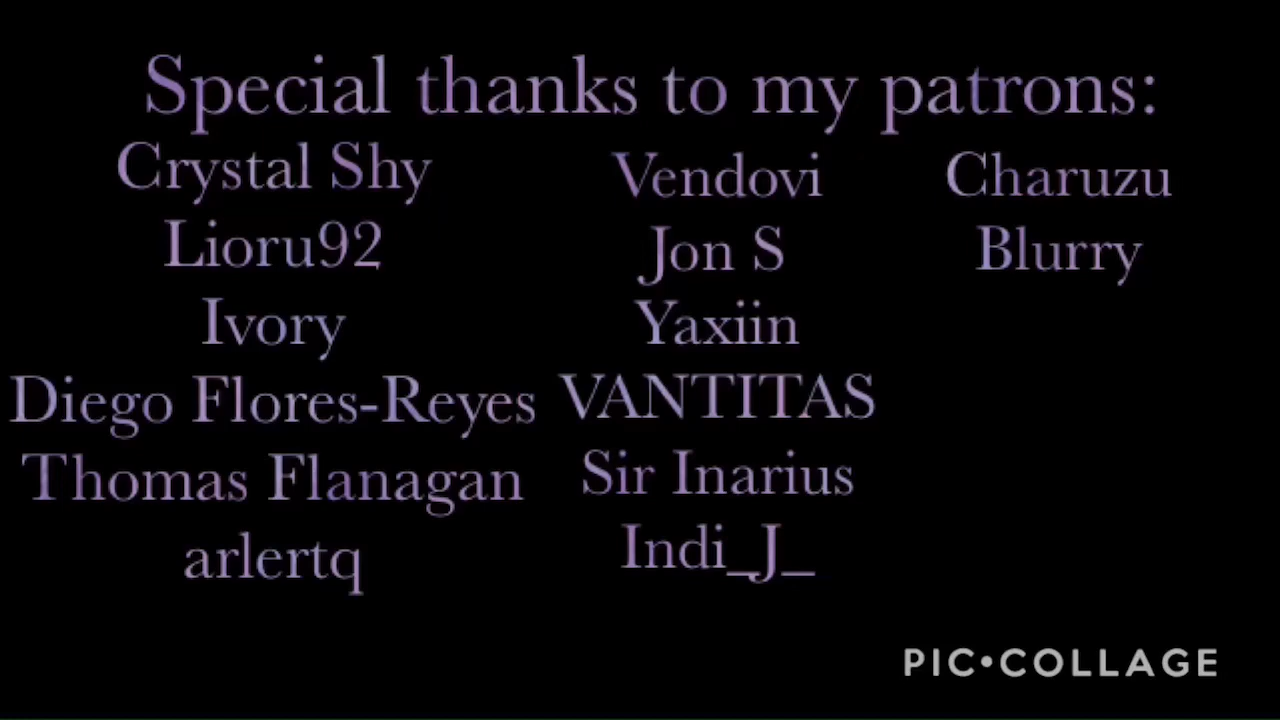 Special thanks to my patrons:
Crystal Shy
Lioru92
Ivory
Diego Flores-Reyes
Thomas Flanagan
arlertq
Vendovi
Jon S
Yaxiin
VANTITAS
Sir Inarius
Indi_J_
Charuzu
Blurry
PIC•COLLAGE